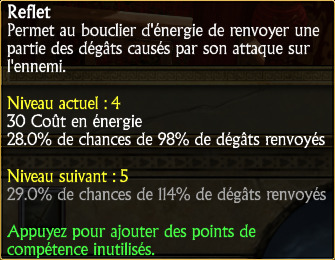 Reflet
Permet au bouclier d'énergie de renvoyer une
partie des dégâts causés par son attaque sur
l'ennemi.
Niveau actuel : 4
30 Coût en énergie
28.0% de chances de 98% de dégâts renvoyés
Niveau suivant : 5
29.0% de chances de 114% de dégâts renvoyés
Appuyez pour ajouter des points de
compétence inutilisés.